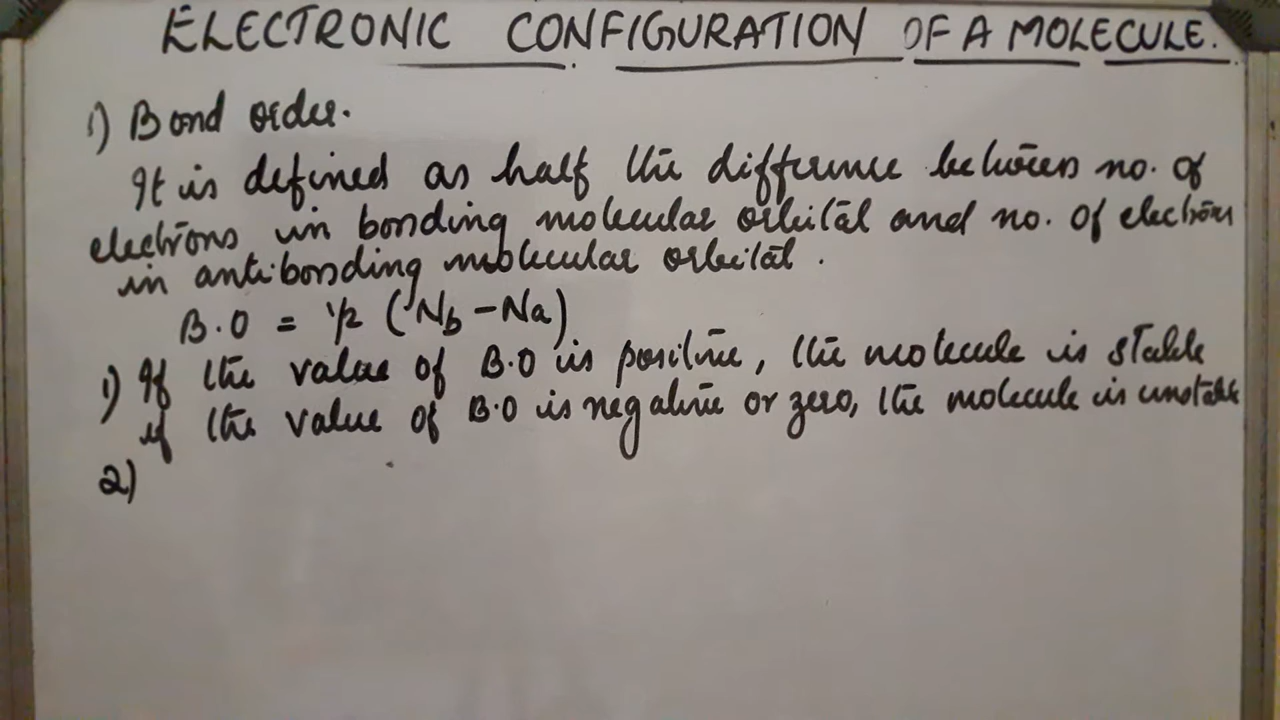 ELECTRONIC CONFIGURATION OF A MOLECULE.
1) Bond order.
It is defined as half the difference between no. of
electrons in bonding molecular orbital and no. of electrons
in antibonding molecular orbital.
B.O = 1/2 (Nb - Na)
1) If the value of B.O is positive, the molecule is stable
if the value of B.O is negative or zero, the molecule is unstable
2)